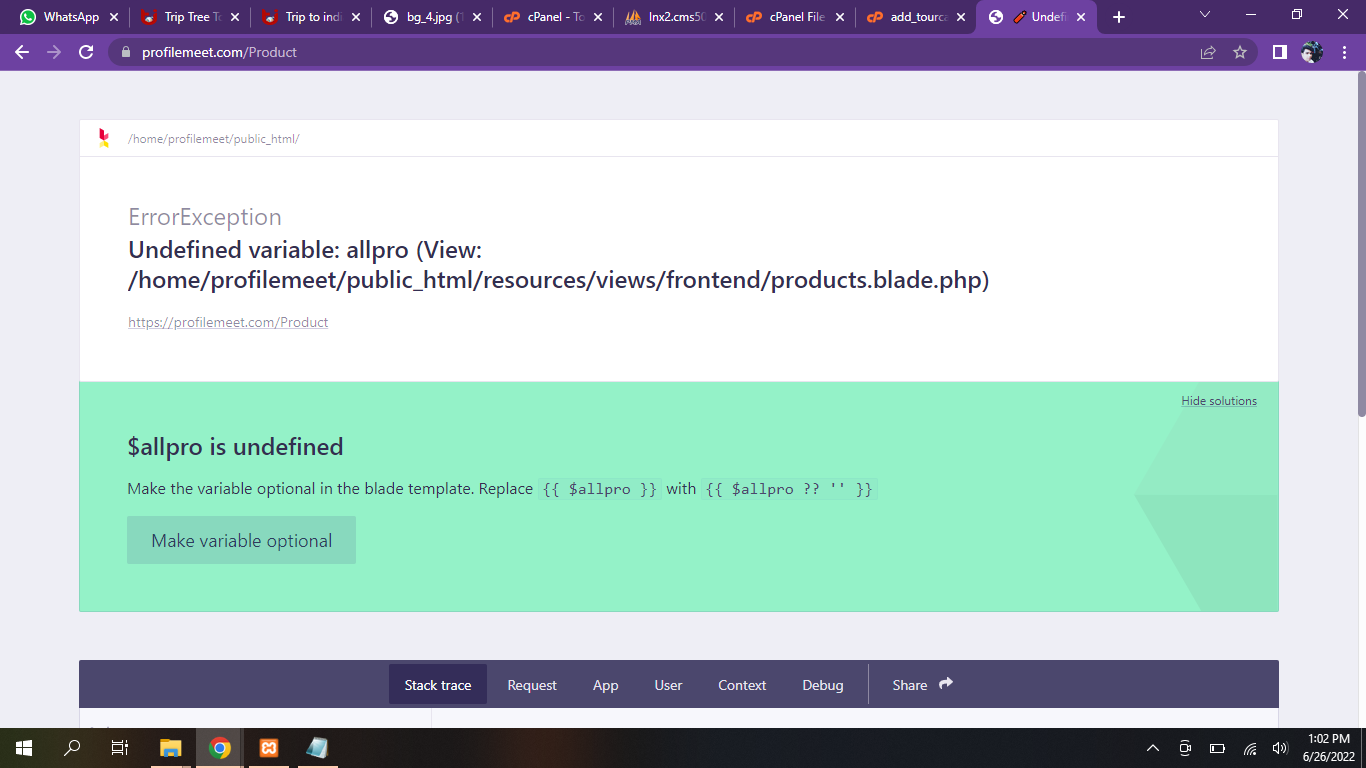 WhatsApp
Trip Tree To
Trip to indi
bg_4.jpg (1
cPanel - To
lnx2.cms50
cPanel File
add_tourca
Undefi
profilemeet.com/Product
/home/profilemeet/public_html/
ErrorException
Undefined variable: allpro (View:
/home/profilemeet/public_html/resources/views/frontend/products.blade.php)
https://profilemeet.com/Product
Hide solutions
$allpro is undefined
Make the variable optional in the blade template. Replace {{ $allpro }} with {{ $allpro ?? '' }}
Make variable optional
Stack trace
Request
App
User
Context
Debug
Share
1:02 PM
6/26/2022